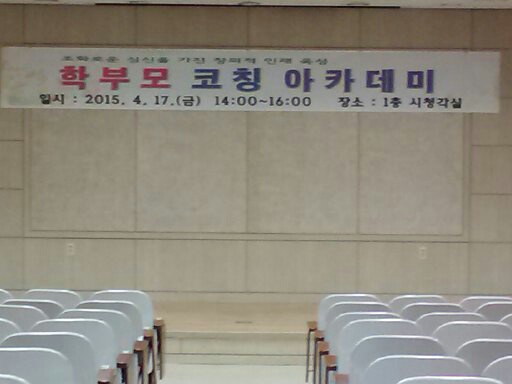 조화로운 심신을 가진 창의적 인재 육성
학부모 코칭 아카데미
일시 : 2015. 4. 17.(금) 14:00~16:00 장소 : 1층 시청각실